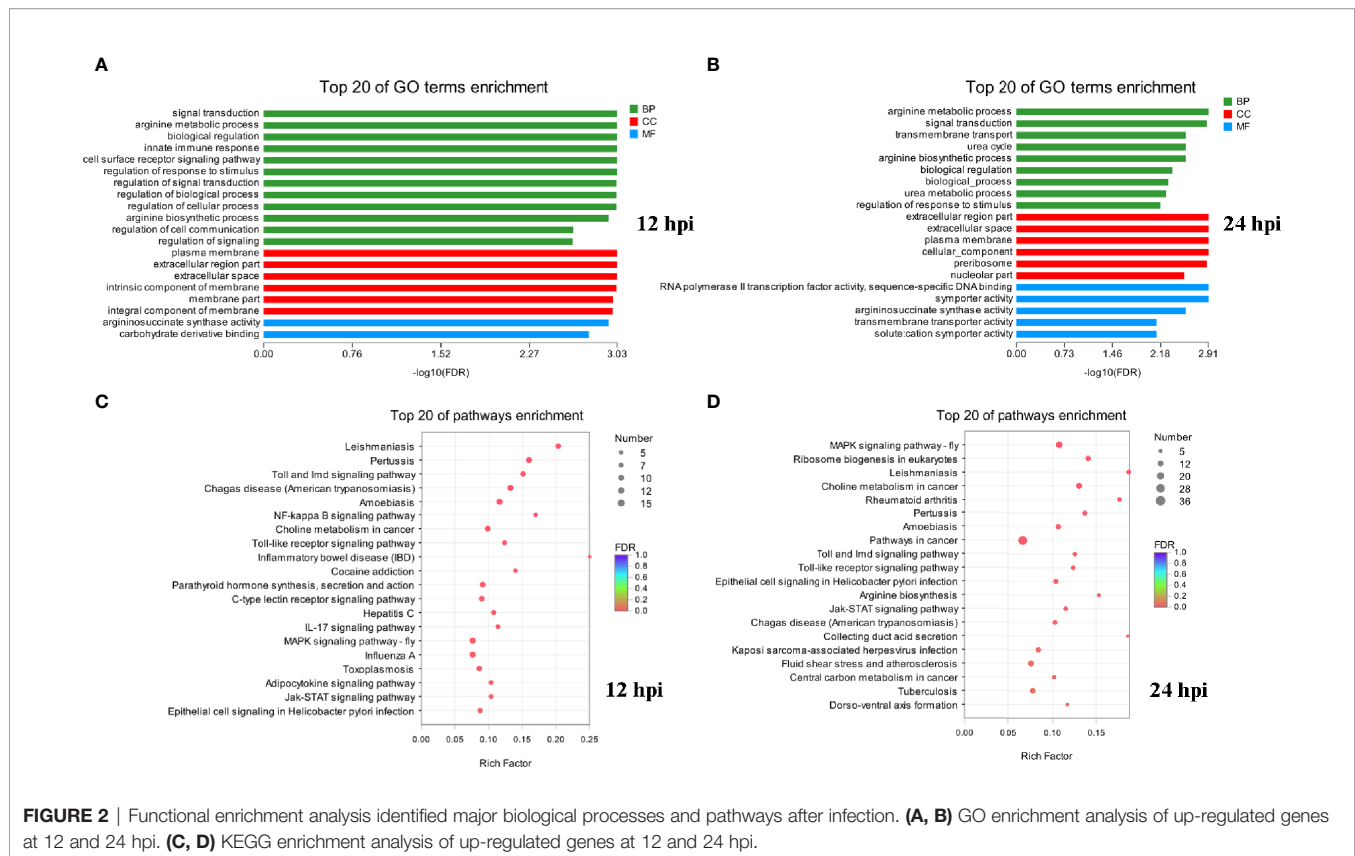 A
Top 20 of GO terms enrichment
signal transduction
arginine metabolic process
biological regulation
innate immune response
cell surface receptor signaling pathway
regulation of response to stimulus
regulation of signal transduction
regulation of biological process
regulation of cellular process
arginine biosynthetic process
regulation of cell communication
regulation of signaling
plasma membrane
extracellular region part
extracellular space
intrinsic component of membrane
membrane part
integral component of membrane
argininosuccinate synthase activity
carbohydrate derivative binding
0.00 0.76 1.52 2.27 3.03
-log10(FDR)
BP
CC
MF
12 hpi
B
Top 20 of GO terms enrichment
arginine metabolic process
signal transduction
transmembrane transport
urea cycle
arginine biosynthetic process
biological regulation
biological_process
urea metabolic process
regulation of response to stimulus
extracellular region part
extracellular space
plasma membrane
cellular_component
preribosome
nucleolar part
RNA polymerase II transcription factor activity, sequence-specific DNA binding
symporter activity
argininosuccinate synthase activity
transmembrane transporter activity
solute:cation symporter activity
0.00 0.73 1.46 2.18 2.91
-log10(FDR)
BP
CC
MF
24 hpi
C
Top 20 of pathways enrichment
Leishmaniasis
Pertussis
Toll and Imd signaling pathway
Chagas disease (American trypanosomiasis)
Amoebiasis
NF-kappa B signaling pathway
Choline metabolism in cancer
Toll-like receptor signaling pathway
Inflammatory bowel disease (IBD)
Cocaine addiction
Parathyroid hormone synthesis, secretion and action
C-type lectin receptor signaling pathway
Hepatitis C
IL-17 signaling pathway
MAPK signaling pathway - fly
Influenza A
Toxoplasmosis
Adipocytokine signaling pathway
Jak-STAT signaling pathway
Epithelial cell signaling in Helicobacter pylori infection
0.00 0.05 0.10 0.15 0.20 0.25
Rich Factor
Number
5
7
10
12
15
FDR
1.0
0.8
0.6
0.4
0.2
0.0
12 hpi
D
Top 20 of pathways enrichment
MAPK signaling pathway - fly
Ribosome biogenesis in eukaryotes
Leishmaniasis
Choline metabolism in cancer
Rheumatoid arthritis
Pertussis
Amoebiasis
Pathways in cancer
Toll and Imd signaling pathway
Toll-like receptor signaling pathway
Epithelial cell signaling in Helicobacter pylori infection
Arginine biosynthesis
Jak-STAT signaling pathway
Chagas disease (American trypanosomiasis)
Collecting duct acid secretion
Kaposi sarcoma-associated herpesvirus infection
Fluid shear stress and atherosclerosis
Central carbon metabolism in cancer
Tuberculosis
Dorso-ventral axis formation
0.00 0.05 0.10 0.15
Rich Factor
Number
5
12
20
28
36
FDR
1.0
0.8
0.6
0.4
0.2
0.0
24 hpi
FIGURE 2 | Functional enrichment analysis identified major biological processes and pathways after infection. (A, B) GO enrichment analysis of up-regulated genes
at 12 and 24 hpi. (C, D) KEGG enrichment analysis of up-regulated genes at 12 and 24 hpi.